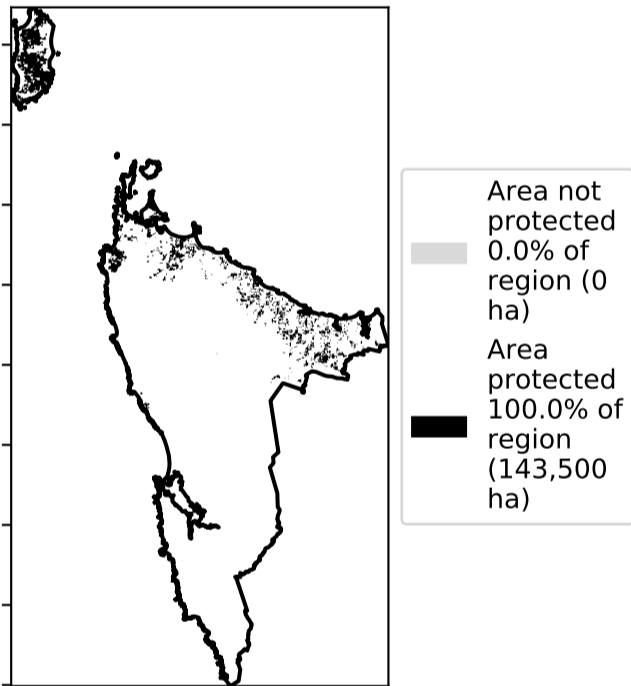 Area not
protected
0.0% of
region (0
ha)
Area
protected
100.0% of
region
(143,500
ha)